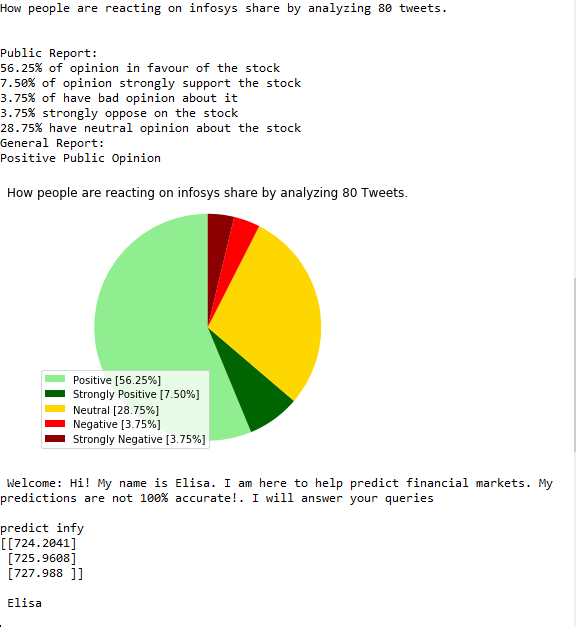 How people are reacting on infosys share by analyzing 80 tweets.
Public Report:
56.25% of opinion in favour of the stock
7.50% of opinion strongly support the stock
3.75% of have bad opinion about it
3.75% strongly oppose on the stock
28.75% have neutral opinion about the stock
General Report:
Positive Public Opinion
How people are reacting on infosys share by analyzing 80 Tweets.
Positive [56.25%]
Strongly Positive [7.50%]
Neutral [28.75%]
Negative [3.75%]
Strongly Negative [3.75%]
Welcome: Hi! My name is Elisa. I am here to help predict financial markets. My
predictions are not 100% accurate!. I will answer your queries
predict infy
[[724.2041]
[725.9608]
[727.988 ]]
Elisa